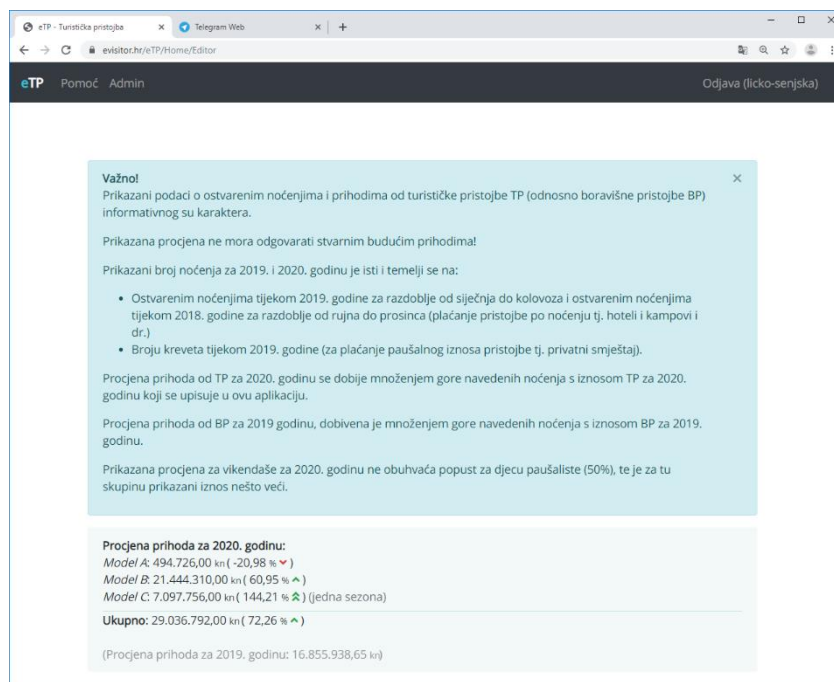 eTP - Turistička pristojba
Telegram Web
evisitor.hr/eTP/Home/Editor
eTP Pomoć Admin Odjava (licko-senjska)
Važno!
Prikazani podaci o ostvarenim noćenjima i prihodima od turističke pristojbe TP (odnosno boravišne pristojbe BP)
informativnog su karaktera.
Prikazana procjena ne mora odgovarati stvarnim budućim prihodima!
Prikazani broj noćenja za 2019. i 2020. godinu je isti i temelji se na:
• Ostvarenim noćenjima tijekom 2019. godine za razdoblje od siječnja do kolovoza i ostvarenim noćenjima
tijekom 2018. godine za razdoblje od rujna do prosinca (plaćanje pristojbe po noćenju tj. hoteli i kampovi i
dr.)
• Broju kreveta tijekom 2019. godine (za plaćanje paušalnog iznosa pristojbe tj. privatni smještaj).
Procjena prihoda od TP za 2020. godinu se dobije množenjem gore navedenih noćenja s iznosom TP za 2020.
godinu koji se upisuje u ovu aplikaciju.
Procjena prihoda od BP za 2019 godinu, dobivena je množenjem gore navedenih noćenja s iznosom BP za 2019.
godinu.
Prikazana procjena za vikendaše za 2020. godinu ne obuhvaća popust za djecu paušaliste (50%), te je za tu
skupinu prikazani iznos nešto veći.
Procjena prihoda za 2020. godinu:
Model A: 494.726,00 kn ( -20,98 % )
Model B: 21.444.310,00 kn ( 60,95 % )
Model C: 7.097.756,00 kn ( 144,21 % ) (jedna sezona)
Ukupno: 29.036.792,00 kn ( 72,26 % )
(Procjena prihoda za 2019. godinu: 16.855.938,65 kn)